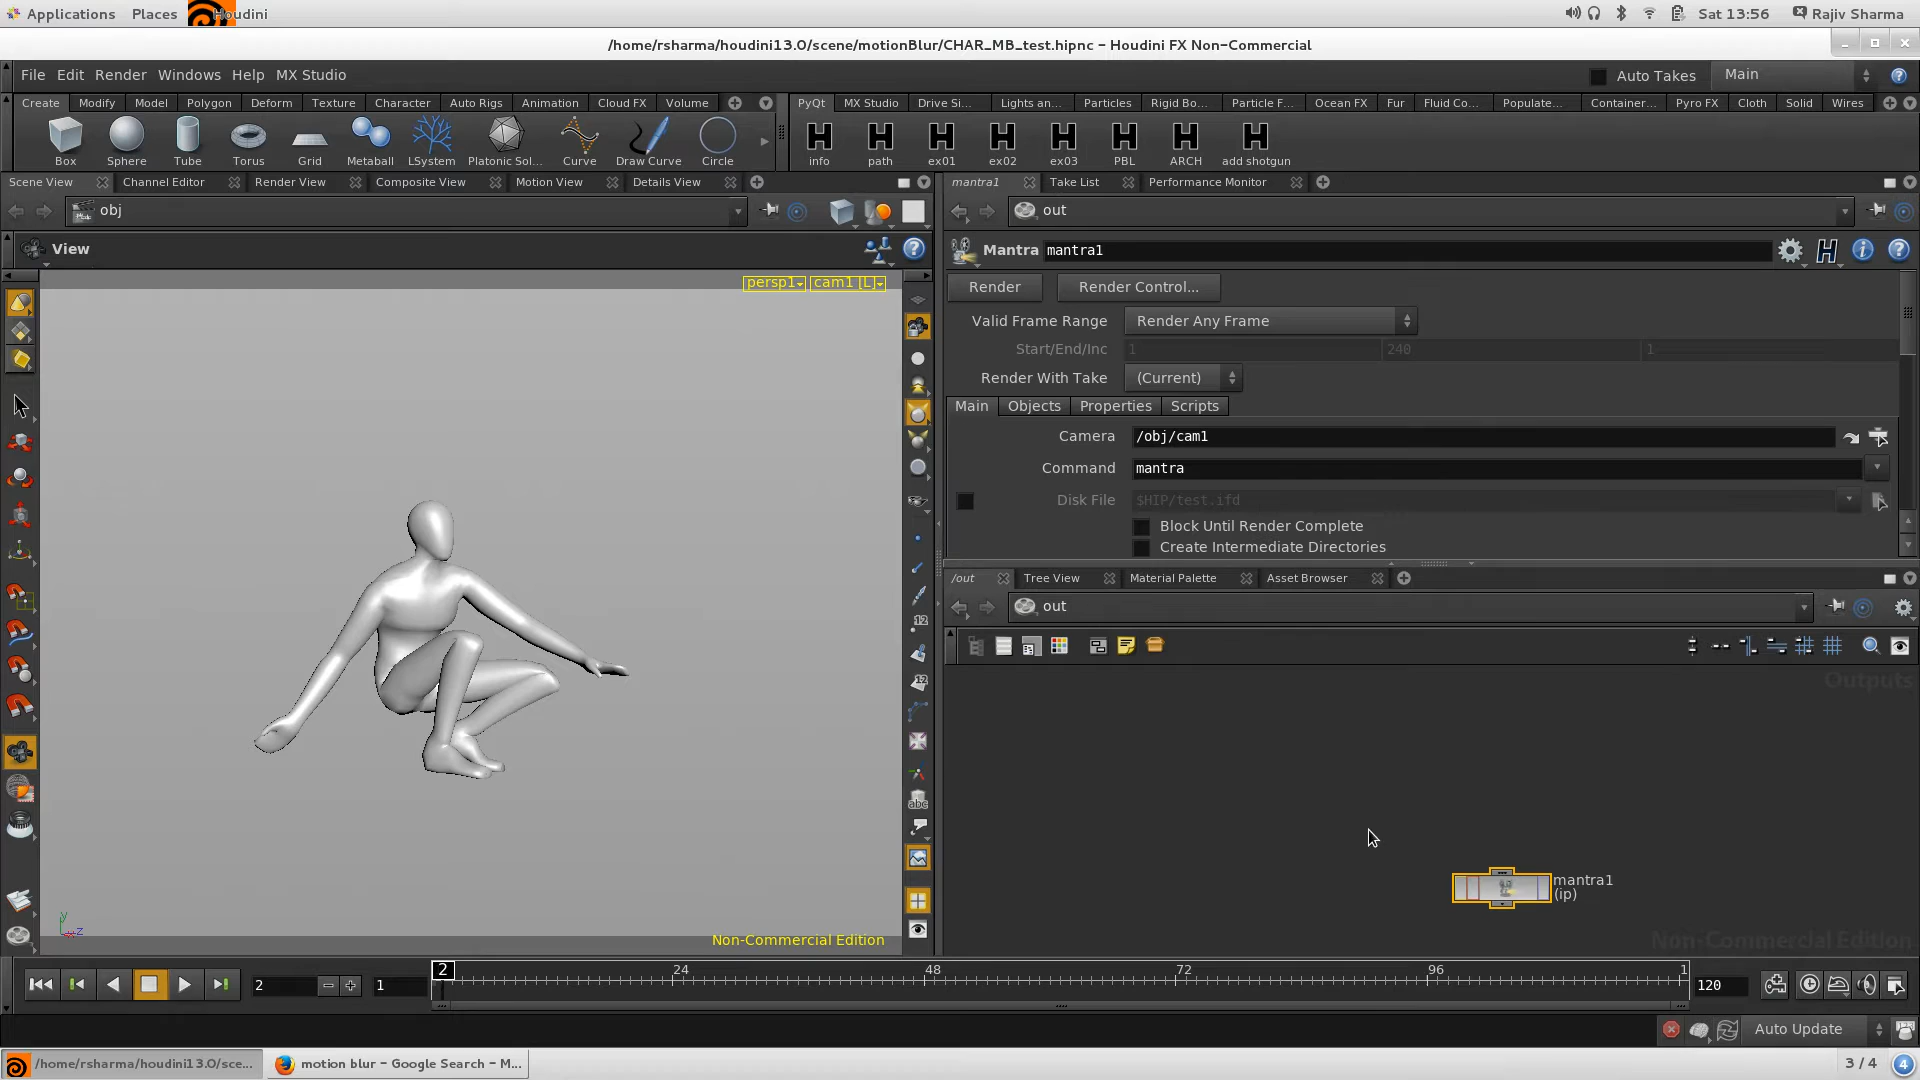 Applications Places Houdini Sat 13:56 Rajiv Sharma
/home/rsharma/houdini13.0/scene/motionBlur/CHAR_MB_test.hipnc - Houdini FX Non-Commercial
File Edit Render Windows Help MX Studio Auto Takes Main
Create Modify Model Polygon Deform Texture Character Auto Rigs Animation Cloud FX Volume
PyQt MX Studio Drive Si... Lights an... Particles Rigid Bo... Particle F... Ocean FX Fur Fluid Co... Populate... Container... Pyro FX Cloth Solid Wires
Box Sphere Tube Torus Grid Metaball LSystem Platonic Sol... Curve Draw Curve Circle
info path ex01 ex02 ex03 PBL ARCH add shotgun
Scene View Channel Editor Render View Composite View Motion View Details View
obj
View
persp1 cam1 [L]
Non-Commercial Edition
mantra1 Take List Performance Monitor
out
Mantra mantra1
Render Render Control...
Valid Frame Range Render Any Frame
Start/End/Inc 1 240 1
Render With Take (Current)
Main Objects Properties Scripts
Camera /obj/cam1
Command mantra
Disk File $HIP/test.ifd
Block Until Render Complete
Create Intermediate Directories
/out Tree View Material Palette Asset Browser
out
Outputs
mantra1
(ip)
Non-Commercial Edition
2 1 2 24 48 72 96 1 120
Auto Update
/home/rsharma/houdini13.0/sce... motion blur - Google Search - M... 3 / 4 4